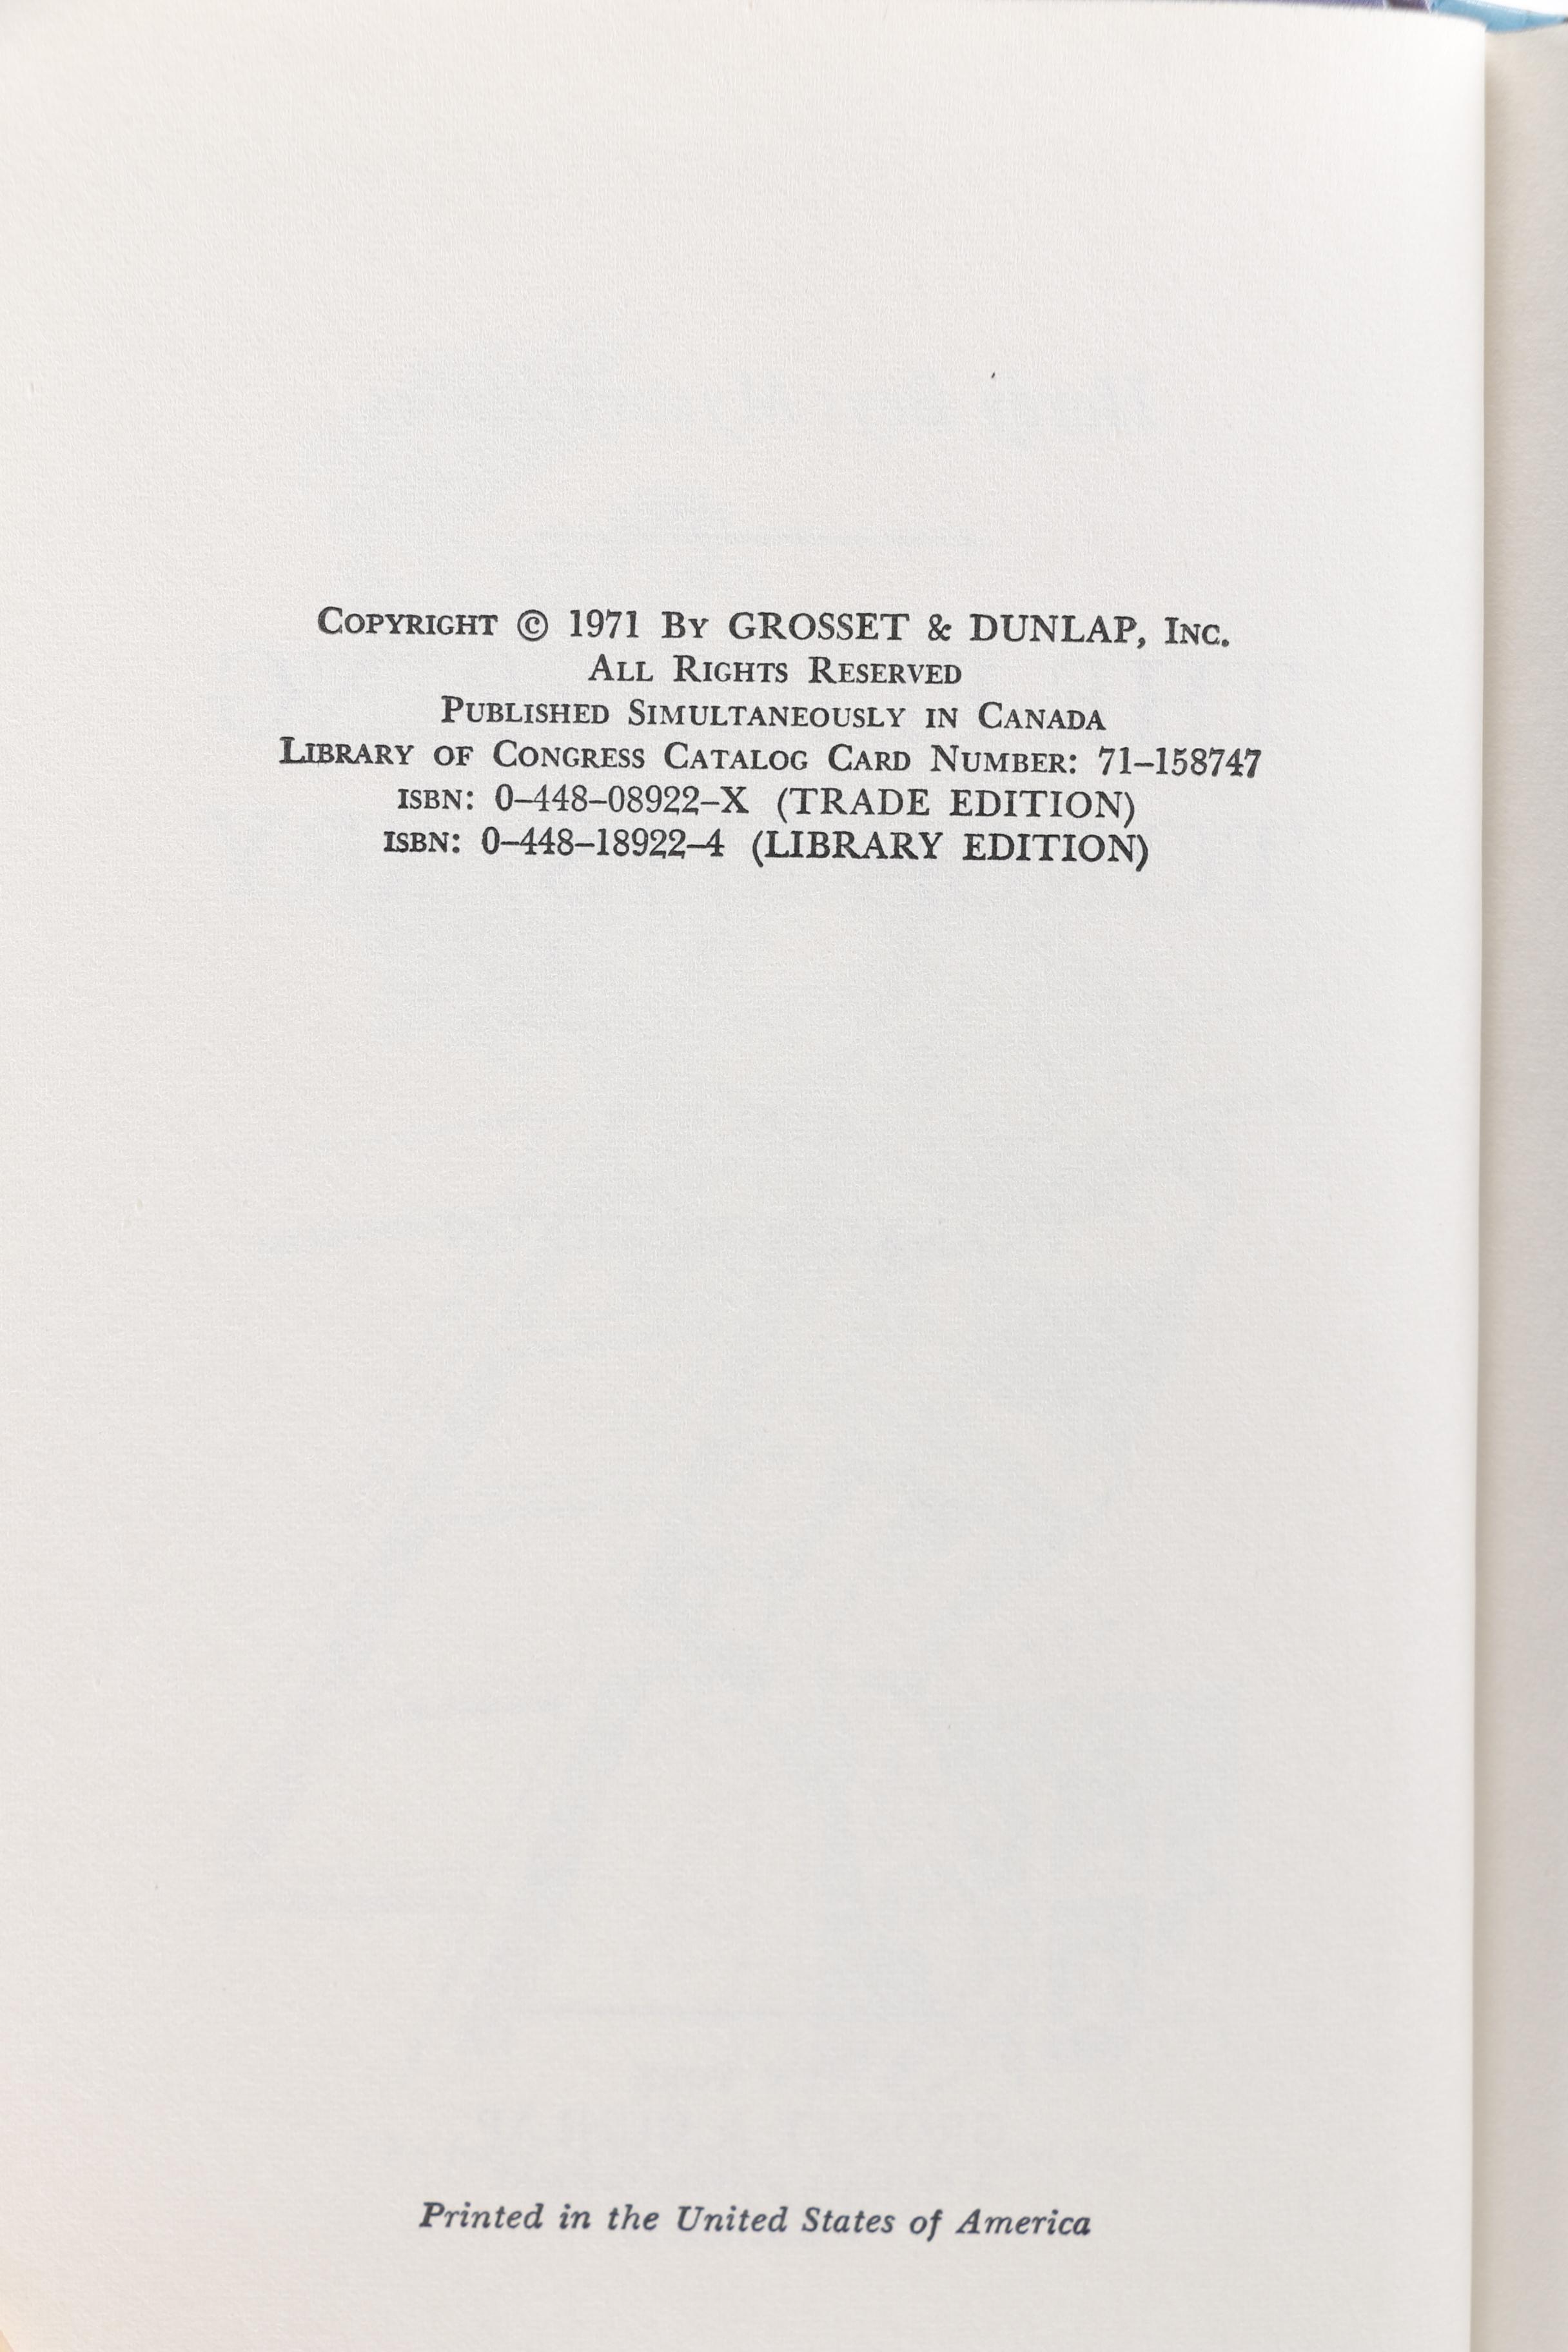 Copyright © 1971 By GROSSET & DUNLAP, Inc.
All Rights Reserved
Published Simultaneously in Canada
Library of Congress Catalog Card Number: 71–158747
ISBN: 0–448–08922–X (TRADE EDITION)
ISBN: 0–448–18922–4 (LIBRARY EDITION)
Printed in the United States of America